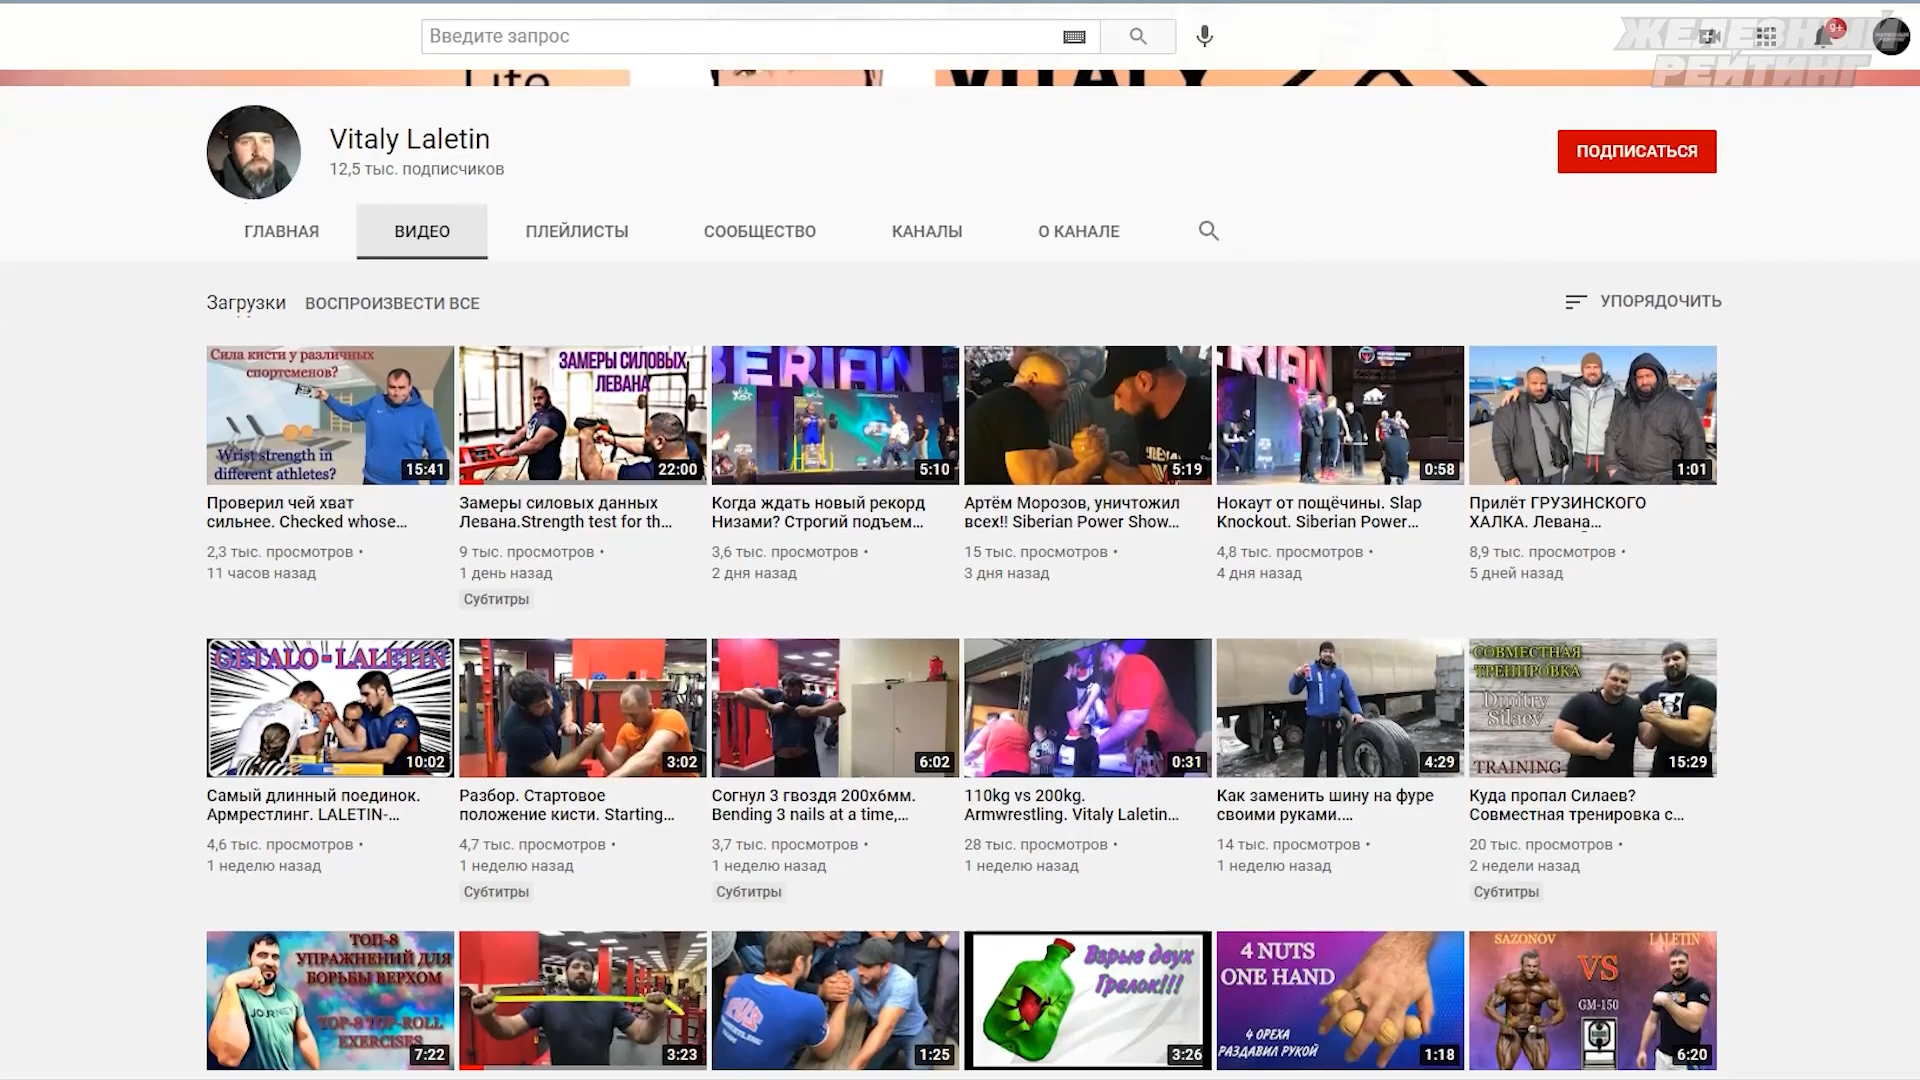 Введите запрос
9+
ЖЕЛЕЗНЫЙ
РЕЙТИНГ
Life
VITALY
Vitaly Laletin
12,5 тыс. подписчиков
ПОДПИСАТЬСЯ
ГЛАВНАЯ
ВИДЕО
ПЛЕЙЛИСТЫ
СООБЩЕСТВО
КАНАЛЫ
О КАНАЛЕ
Загрузки
ВОСПРОИЗВЕСТИ ВСЕ
УПОРЯДОЧИТЬ
Сила кисти у различных
спортсменов?
Wrist strength in
different athletes?
15:41
ЗАМЕРЫ СИЛОВЫХ
ЛЕВАНА
22:00
BERIAN
5:10
5:19
ERIAN
0:58
1:01
Проверил чей хват
сильнее. Checked whose...
2,3 тыс. просмотров •
11 часов назад
Замеры силовых данных
Левана.Strength test for th...
9 тыс. просмотров •
1 день назад
Субтитры
Когда ждать новый рекорд
Низами? Строгий подъем...
3,6 тыс. просмотров •
2 дня назад
Артём Морозов, уничтожил
всех!! Siberian Power Show...
15 тыс. просмотров •
3 дня назад
Нокаут от пощёчины. Slap
Knockout. Siberian Power...
4,8 тыс. просмотров •
4 дня назад
Прилёт ГРУЗИНСКОГО
ХАЛКА. Левана...
8,9 тыс. просмотров •
5 дней назад
GETALO-LALETIN
10:02
3:02
6:02
0:31
4:29
СОВМЕСТНАЯ
ТРЕНИРОВКА
Dmitry
Silaev
TRAINING
15:29
Самый длинный поединок.
Армрестлинг. LALETIN-...
4,6 тыс. просмотров •
1 неделю назад
Разбор. Стартовое
положение кисти. Starting...
4,7 тыс. просмотров •
1 неделю назад
Субтитры
Согнул 3 гвоздя 200х6мм.
Bending 3 nails at a time,...
3,7 тыс. просмотров •
1 неделю назад
Субтитры
110kg vs 200kg.
Armwrestling. Vitaly Laletin...
28 тыс. просмотров •
1 неделю назад
Как заменить шину на фуре
своими руками....
14 тыс. просмотров •
1 неделю назад
Куда пропал Силаев?
Совместная тренировка с...
20 тыс. просмотров •
2 недели назад
Субтитры
ТОП-8
УПРАЖНЕНИЙ ДЛЯ
БОРЬБЫ ВЕРХОМ
JOURNEY
TOP-8 TOP-ROLL
EXERCISES
7:22
3:23
1:25
Взрыв двух
Грелок!!!
3:26
4 NUTS
ONE HAND
4 ОРЕХА
РАЗДАВИЛ РУКОЙ
1:18
SAZONOV
LALETIN
VS
GM-150
6:20